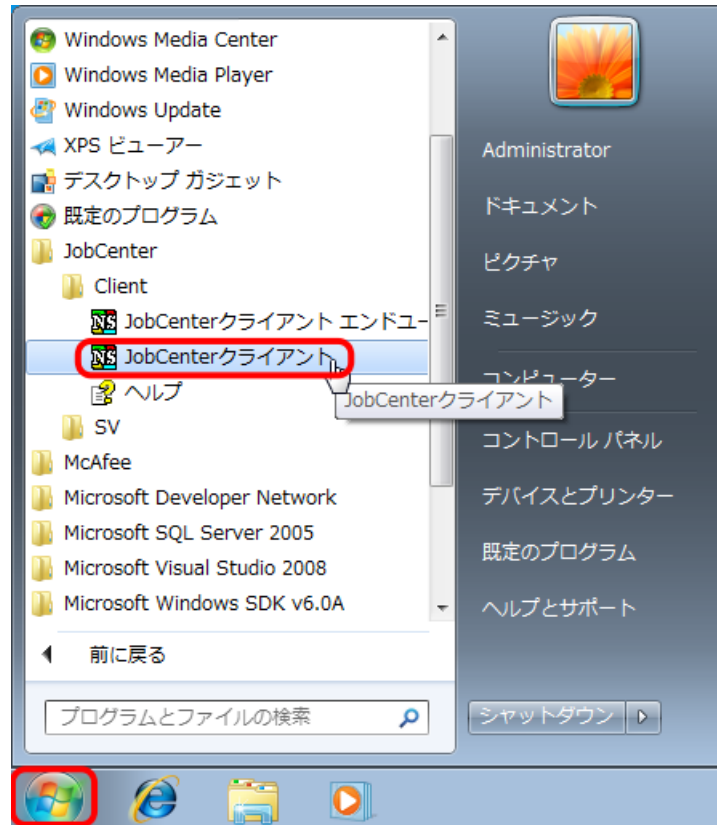 Windows Media Center
Windows Media Player
Windows Update
XPS ビューアー
デスクトップ ガジェット
既定のプログラム
JobCenter
Client
NS JobCenterクライアント エンドユー
NS JobCenterクライアント
ヘルプ
JobCenterクライアント
SV
McAfee
Microsoft Developer Network
Microsoft SQL Server 2005
Microsoft Visual Studio 2008
Microsoft Windows SDK v6.0A
前に戻る
プログラムとファイルの検索
Administrator
ドキュメント
ピクチャ
ミュージック
コンピューター
コントロール パネル
デバイスとプリンター
既定のプログラム
ヘルプとサポート
シャットダウン